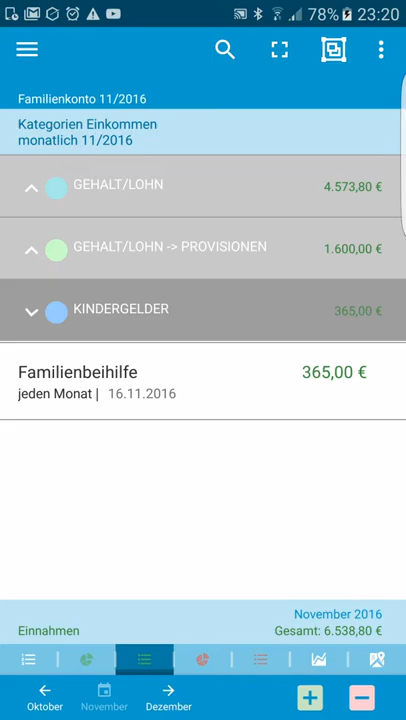 78% 23:20
Familienkonto 11/2016
Kategorien Einkommen
monatlich 11/2016
GEHALT/LOHN 4.573,80 €
GEHALT/LOHN -> PROVISIONEN 1.600,00 €
KINDERGELDER 365,00 €
Familienbeihilfe 365,00 €
jeden Monat | 16.11.2016
November 2016
Einnahmen Gesamt: 6.538,80 €
Oktober November Dezember